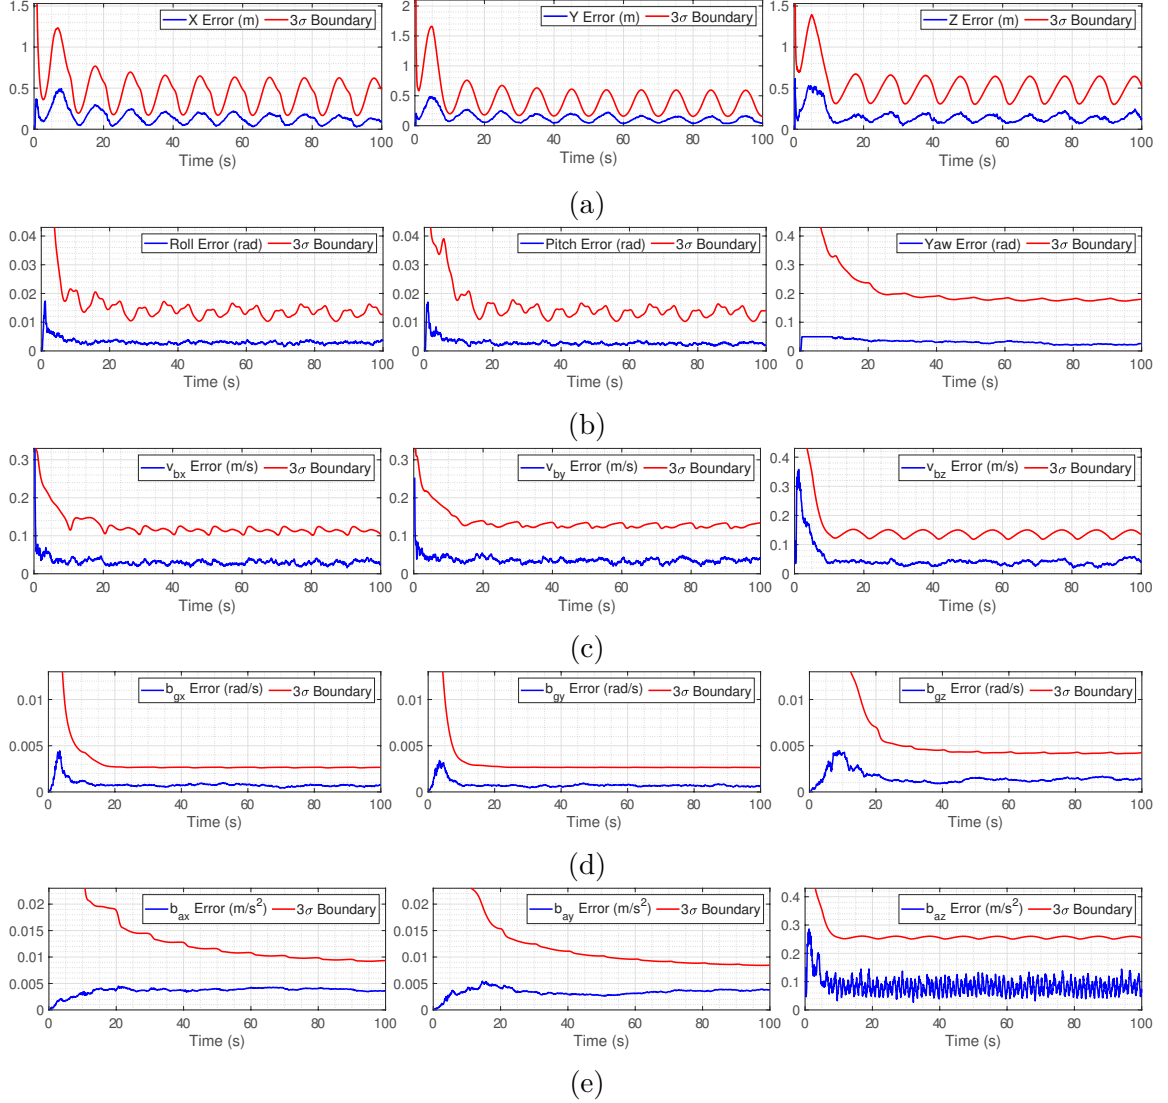 X Error (m) 3σ Boundary
1.5
1
0.5
0
0 20 40 60 80 100
Time (s)
Y Error (m) 3σ Boundary
2
1.5
1
0.5
0
0 20 40 60 80 100
Time (s)
Z Error (m) 3σ Boundary
1.5
1
0.5
0
0 20 40 60 80 100
Time (s)
(a)
Roll Error (rad) 3σ Boundary
0.04
0.03
0.02
0.01
0
0 20 40 60 80 100
Time (s)
Pitch Error (rad) 3σ Boundary
0.04
0.03
0.02
0.01
0
0 20 40 60 80 100
Time (s)
Yaw Error (rad) 3σ Boundary
0.4
0.3
0.2
0.1
0
0 20 40 60 80 100
Time (s)
(b)
v_bx Error (m/s) 3σ Boundary
0.3
0.2
0.1
0
0 20 40 60 80 100
Time (s)
v_by Error (m/s) 3σ Boundary
0.3
0.2
0.1
0
0 20 40 60 80 100
Time (s)
v_bz Error (m/s) 3σ Boundary
0.4
0.3
0.2
0.1
0
0 20 40 60 80 100
Time (s)
(c)
b_gx Error (rad/s) 3σ Boundary
0.01
0.005
0
0 20 40 60 80 100
Time (s)
b_gy Error (rad/s) 3σ Boundary
0.01
0.005
0
0 20 40 60 80 100
Time (s)
b_gz Error (rad/s) 3σ Boundary
0.01
0.005
0
0 20 40 60 80 100
Time (s)
(d)
b_ax Error (m/s²) 3σ Boundary
0.02
0.015
0.01
0.005
0
0 20 40 60 80 100
Time (s)
b_ay Error (m/s²) 3σ Boundary
0.02
0.015
0.01
0.005
0
0 20 40 60 80 100
Time (s)
b_az Error (m/s²) 3σ Boundary
0.4
0.3
0.2
0.1
0
0 20 40 60 80 100
Time (s)
(e)